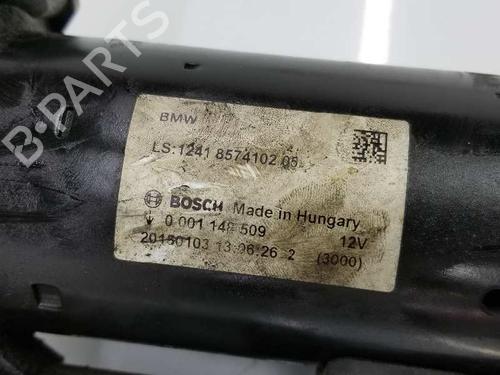 B-PARTS
BMW
LS:1241 8574102 05
BOSCH Made in Hungary
0 001 148 509 12V
20150103 13:06:26 2 (3000)